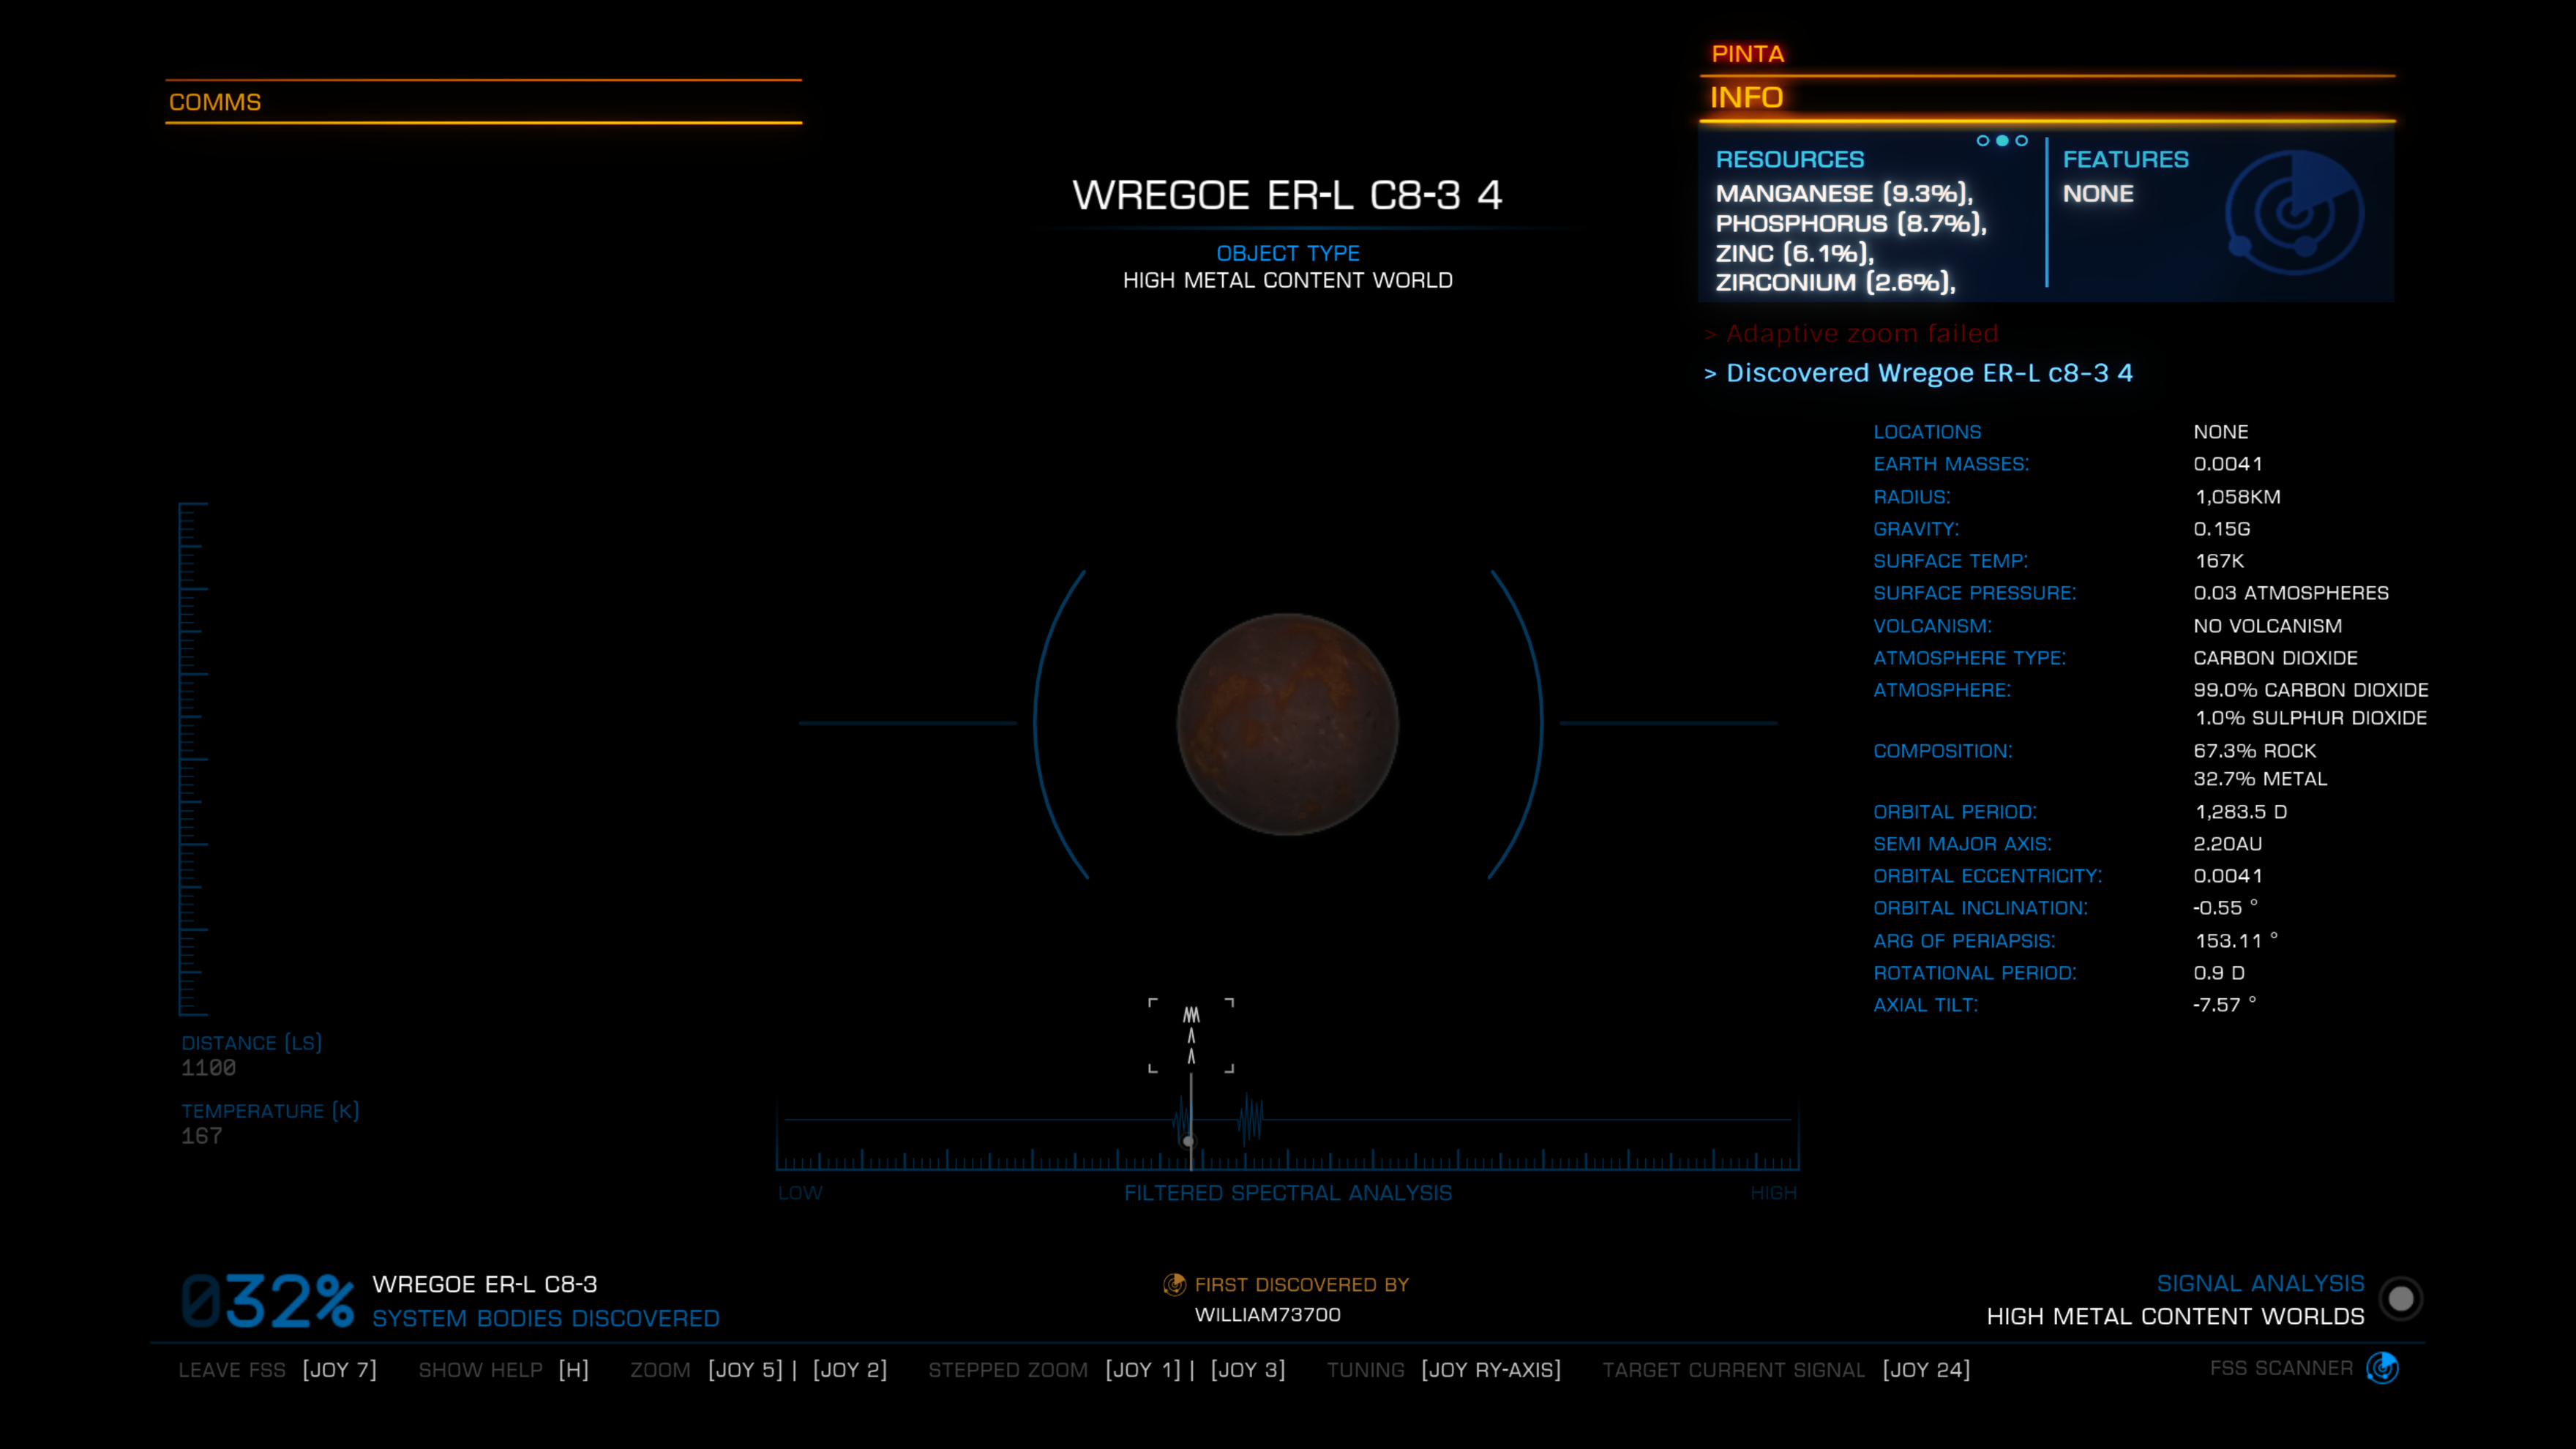 COMMS
PINTA
INFO
RESOURCES
MANGANESE (9.3%),
PHOSPHORUS (8.7%),
ZINC (6.1%),
ZIRCONIUM (2.6%),
FEATURES
NONE
WREGOE ER-L C8-3 4
OBJECT TYPE
HIGH METAL CONTENT WORLD
> Adaptive zoom failed
> Discovered Wregoe ER-L c8-3 4
LOCATIONS NONE
EARTH MASSES: 0.0041
RADIUS: 1,058KM
GRAVITY: 0.15G
SURFACE TEMP: 167K
SURFACE PRESSURE: 0.03 ATMOSPHERES
VOLCANISM: NO VOLCANISM
ATMOSPHERE TYPE: CARBON DIOXIDE
ATMOSPHERE: 99.0% CARBON DIOXIDE
1.0% SULPHUR DIOXIDE
COMPOSITION: 67.3% ROCK
32.7% METAL
ORBITAL PERIOD: 1,283.5 D
SEMI MAJOR AXIS: 2.20AU
ORBITAL ECCENTRICITY: 0.0041
ORBITAL INCLINATION: -0.55 °
ARG OF PERIAPSIS: 153.11 °
ROTATIONAL PERIOD: 0.9 D
AXIAL TILT: -7.57 °
DISTANCE (LS)
1100
TEMPERATURE (K)
167
LOW FILTERED SPECTRAL ANALYSIS HIGH
032% WREGOE ER-L C8-3
SYSTEM BODIES DISCOVERED
FIRST DISCOVERED BY
WILLIAM73700
SIGNAL ANALYSIS
HIGH METAL CONTENT WORLDS
LEAVE FSS [JOY 7] SHOW HELP [H] ZOOM [JOY 5] | [JOY 2] STEPPED ZOOM [JOY 1] | [JOY 3] TUNING [JOY RY-AXIS] TARGET CURRENT SIGNAL [JOY 24] FSS SCANNER